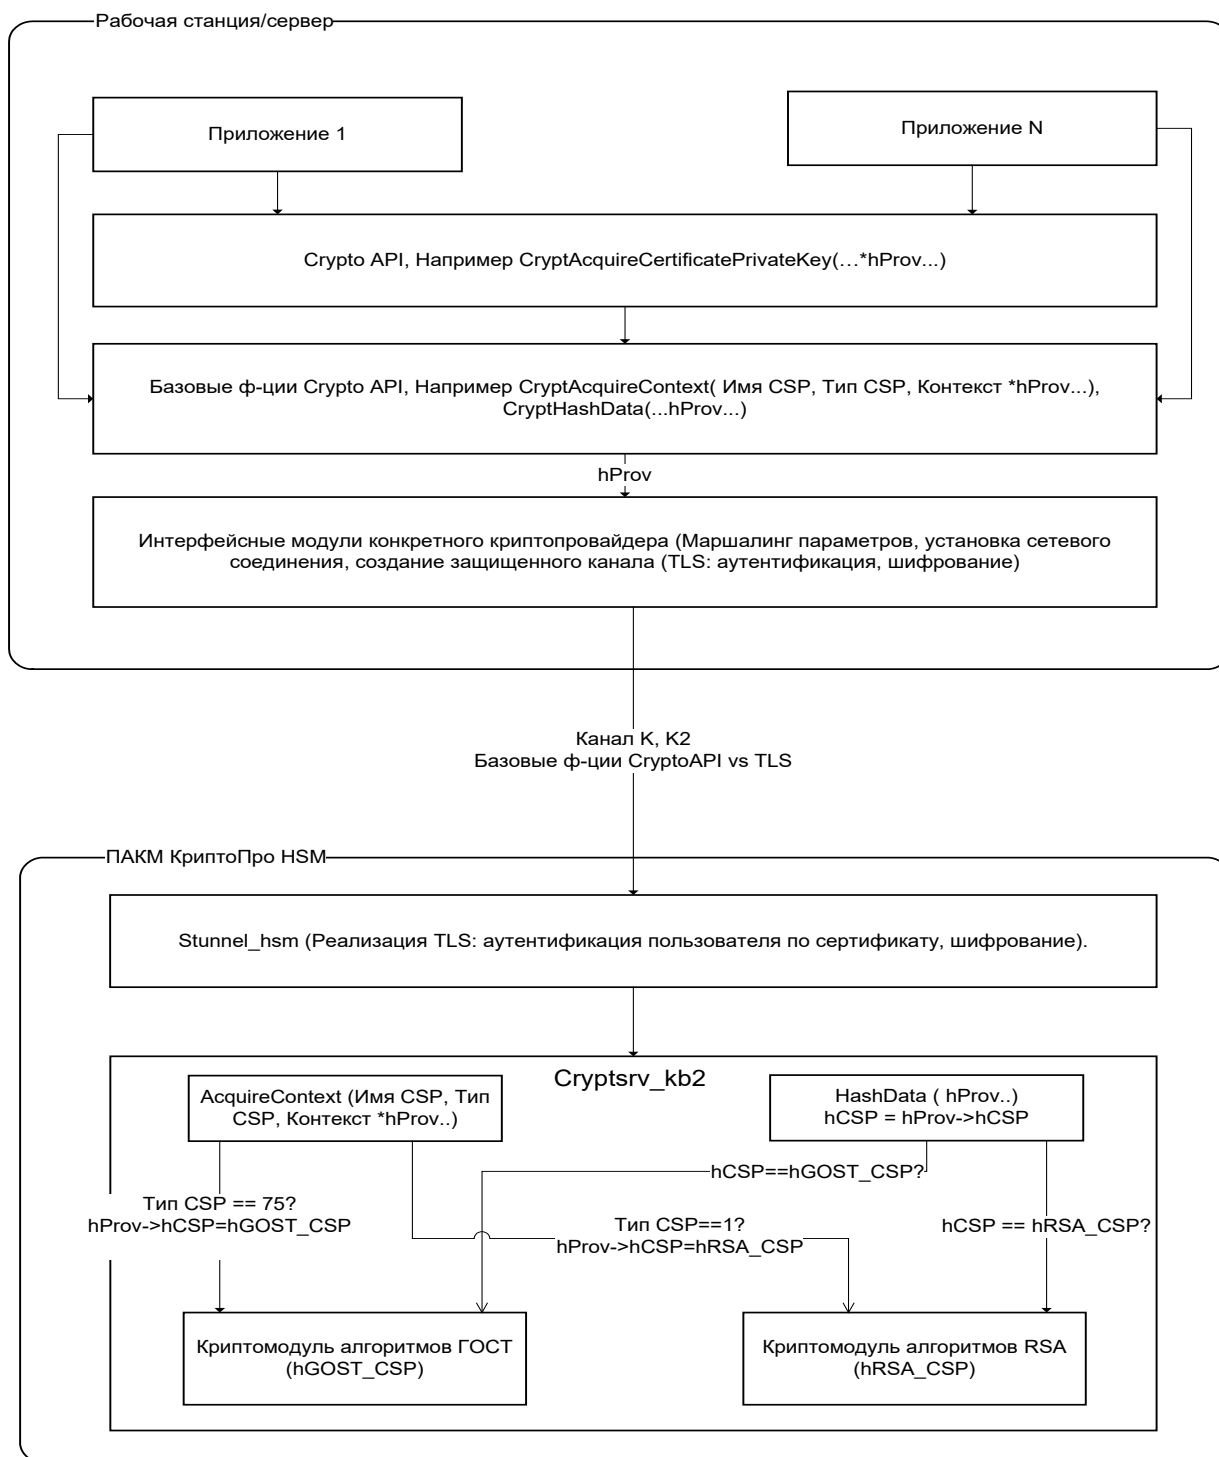 Рабочая станция/сервер
Приложение 1
Приложение N
Crypto API, Например CryptAcquireCertificatePrivateKey(…*hProv...)
Базовые ф-ции Crypto API, Например CryptAcquireContext( Имя CSP, Тип CSP, Контекст *hProv...),
CryptHashData(...hProv...)
hProv
Интерфейсные модули конкретного криптопровайдера (Маршалинг параметров, установка сетевого
соединения, создание защищенного канала (TLS: аутентификация, шифрование)
Канал K, K2
Базовые ф-ции CryptoAPI vs TLS
ПАКМ КриптоПро HSM
Stunnel_hsm (Реализация TLS: аутентификация пользователя по сертификату, шифрование).
Cryptsrv_kb2
AcquireContext (Имя CSP, Тип
CSP, Контекст *hProv..)
HashData ( hProv..)
hCSP = hProv->hCSP
hCSP==hGOST_CSP?
Тип CSP == 75?
hProv->hCSP=hGOST_CSP
Тип CSP==1?
hProv->hCSP=hRSA_CSP
hCSP == hRSA_CSP?
Криптомодуль алгоритмов ГОСТ
(hGOST_CSP)
Криптомодуль алгоритмов RSA
(hRSA_CSP)